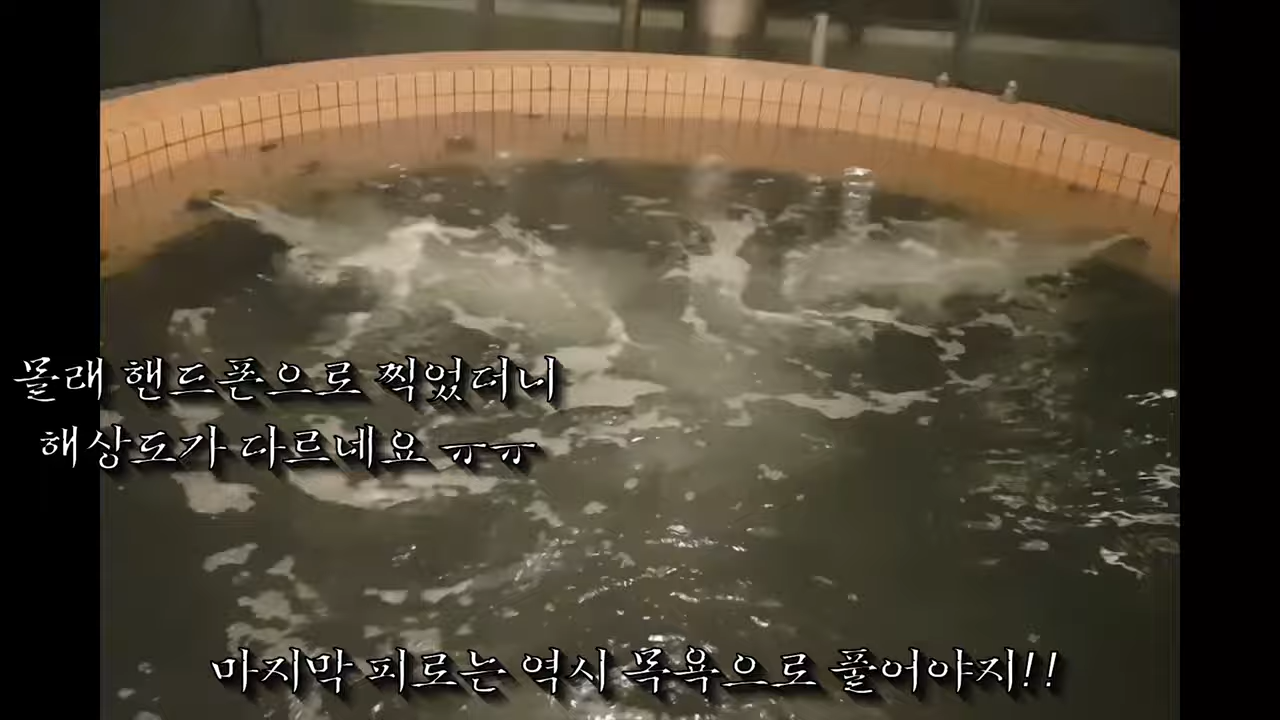 몰래 핸드폰으로 찍었더니
해상도가 다르네요 ㅠㅠ
마지막 피로는 역시 목욕으로 풀어야지!!